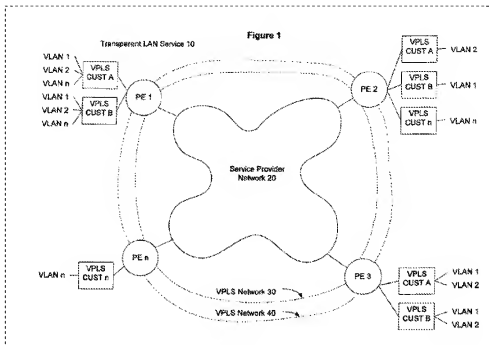 Figure 1
Transparent LAN Service 10
VLAN 1
VLAN 2
VLAN n
VPLS
CUST A
VLAN 1
VLAN 2
VLAN n
VPLS
CUST B
PE 1
PE 2
VPLS
CUST A
VLAN 2
VPLS
CUST B
VLAN 1
VPLS
CUST n
VLAN n
Service Provider
Network 20
VLAN n
VPLS
CUST n
PE n
PE 3
VPLS Network 30
VPLS Network 40
VPLS
CUST A
VLAN 1
VLAN 2
VPLS
CUST B
VLAN 1
VLAN 2